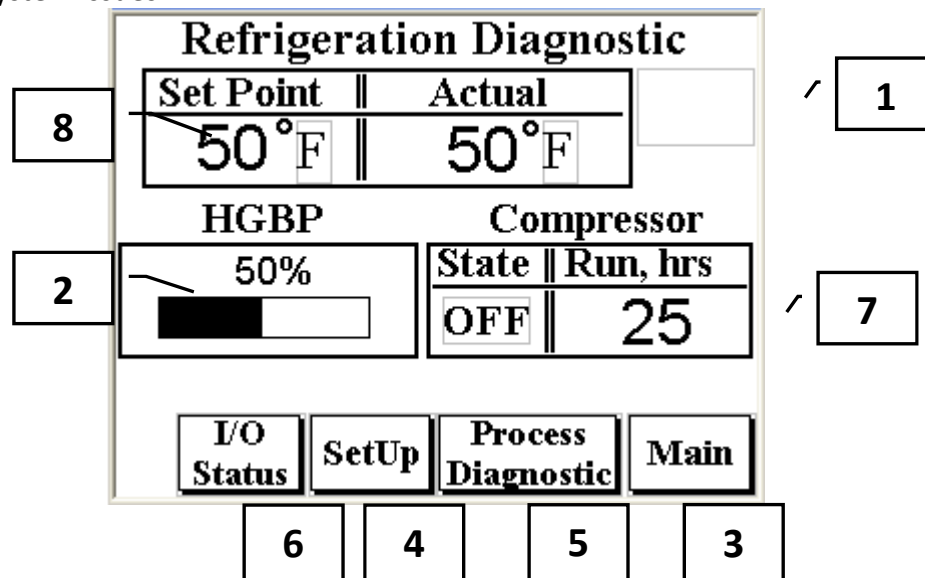 Refrigeration Diagnostic
Set Point Actual
50°F 50°F
1
8
HGBP Compressor
50%
State Run, hrs
OFF 25
2
7
I/O Status
SetUp
Process Diagnostic
Main
6 4 5 3